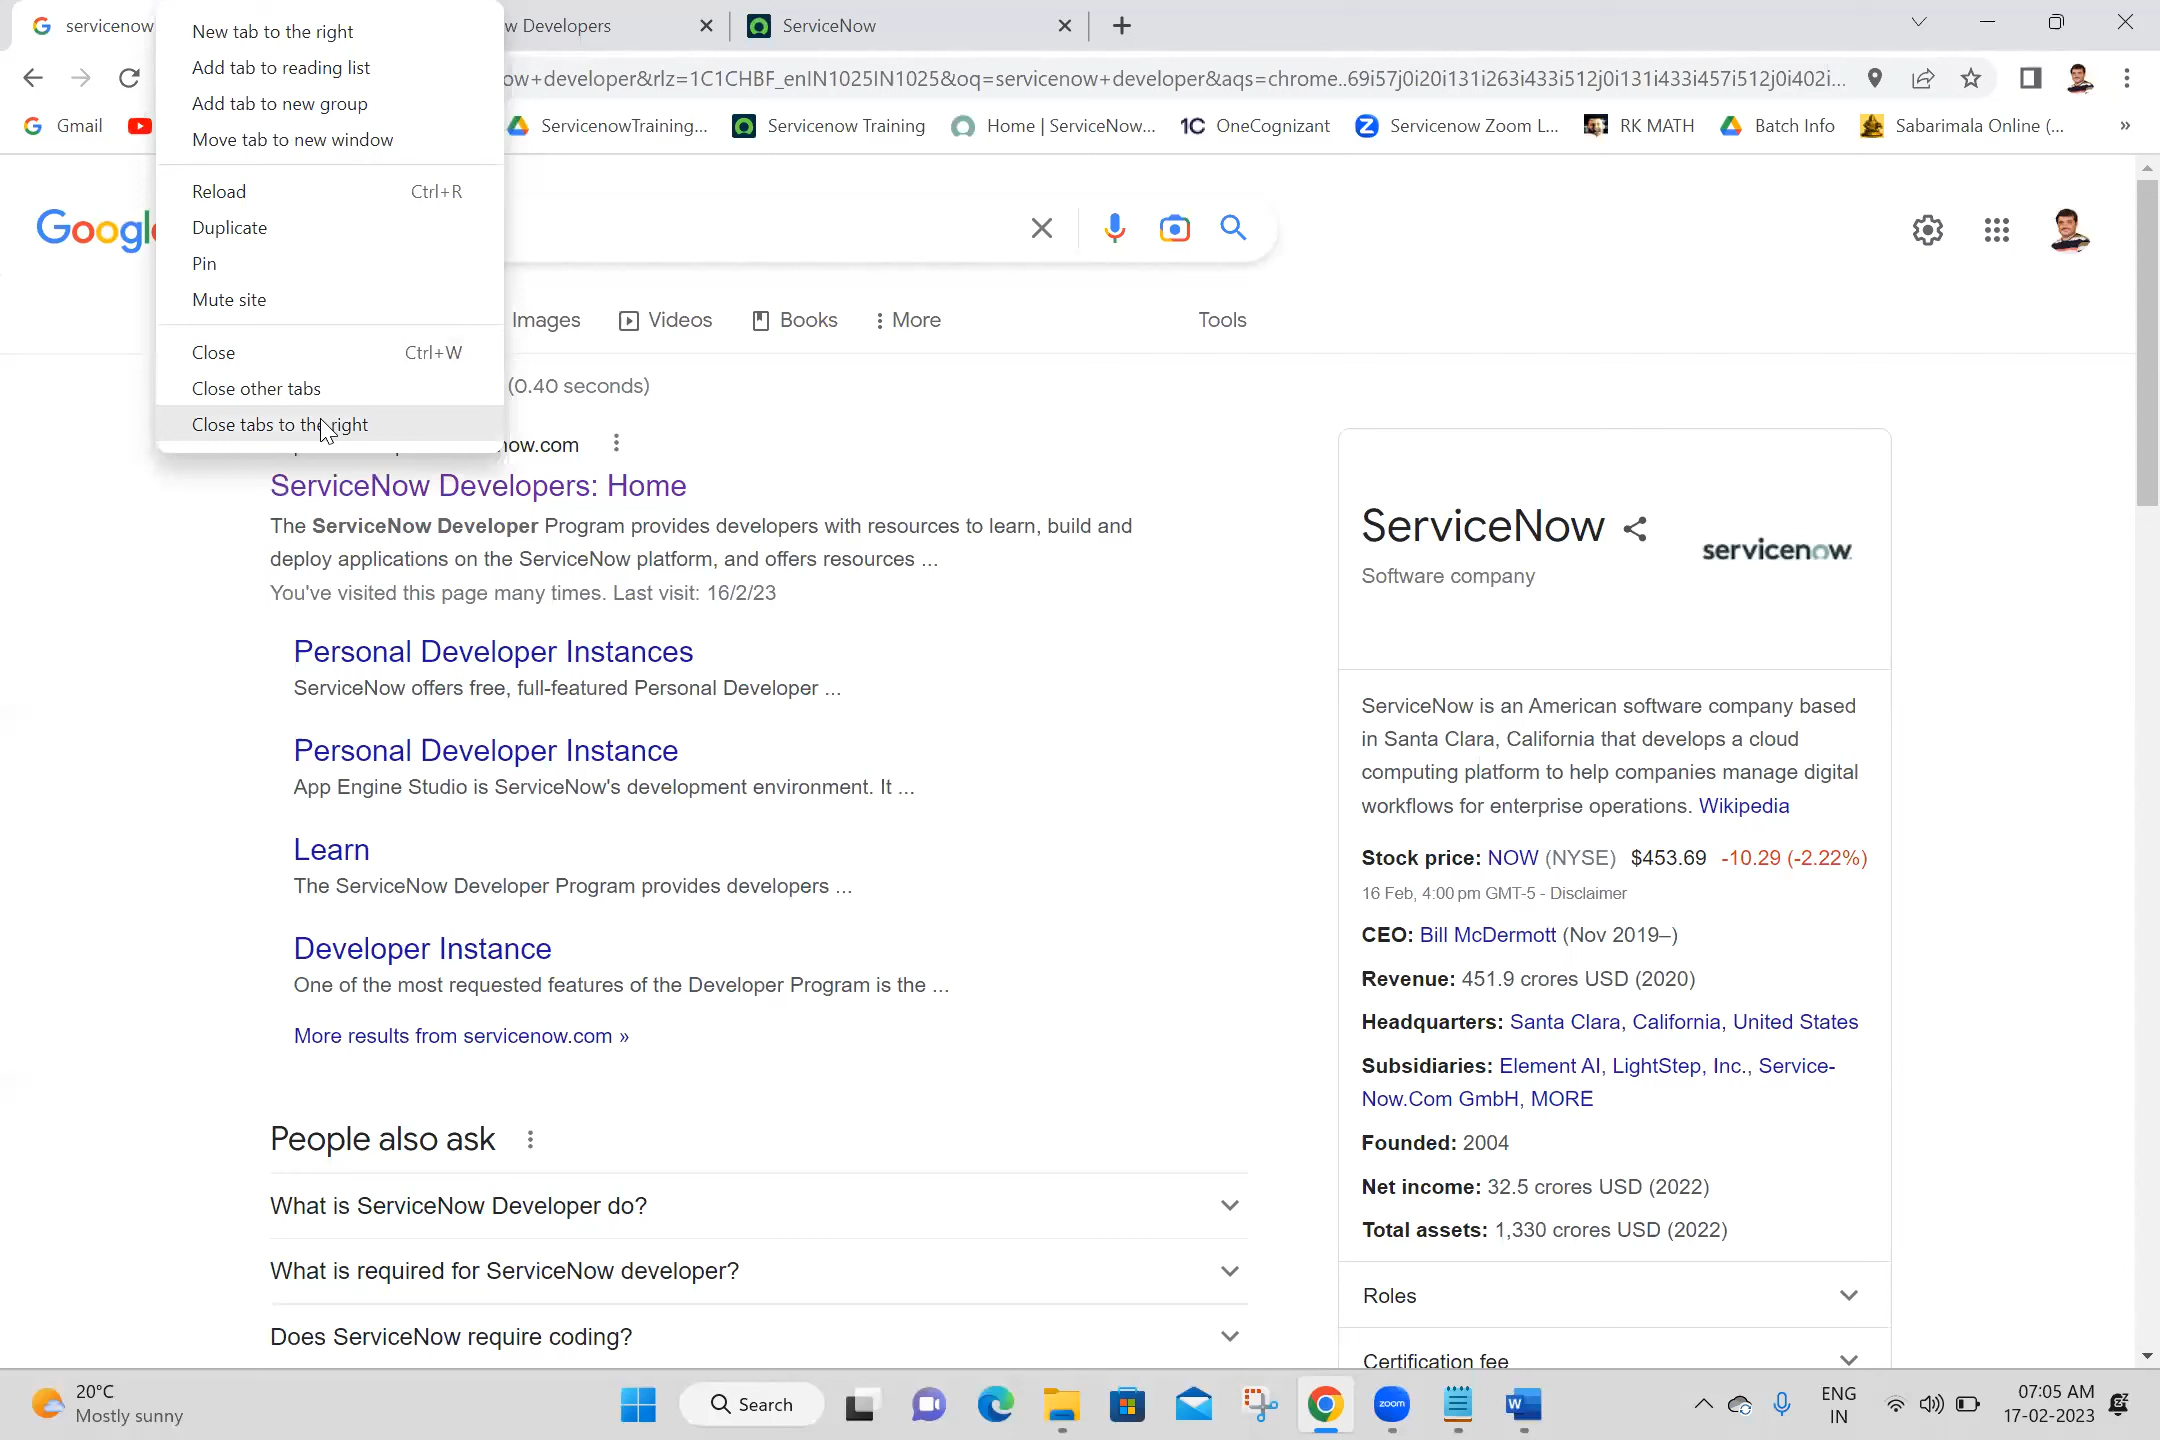 servicenow
w Developers
ServiceNow
ow+developer&rlz=1C1CHBF_enIN1025IN1025&oq=servicenow+developer&aqs=chrome..69i57j0i20i131i263i433i512j0i131i433i457i512j0i402i...
Gmail
ServicenowTraining...
Servicenow Training
Home | ServiceNow...
1C OneCognizant
Servicenow Zoom L...
RK MATH
Batch Info
Sabarimala Online (...
»
New tab to the right
Add tab to reading list
Add tab to new group
Move tab to new window
Reload Ctrl+R
Duplicate
Pin
Mute site
Close Ctrl+W
Close other tabs
Close tabs to the right
Google
Images
Videos
Books
More
Tools
(0.40 seconds)
now.com
ServiceNow Developers: Home
The ServiceNow Developer Program provides developers with resources to learn, build and
deploy applications on the ServiceNow platform, and offers resources ...
You've visited this page many times. Last visit: 16/2/23
Personal Developer Instances
ServiceNow offers free, full-featured Personal Developer ...
Personal Developer Instance
App Engine Studio is ServiceNow's development environment. It ...
Learn
The ServiceNow Developer Program provides developers ...
Developer Instance
One of the most requested features of the Developer Program is the ...
More results from servicenow.com »
People also ask
What is ServiceNow Developer do?
What is required for ServiceNow developer?
Does ServiceNow require coding?
ServiceNow
Software company
servicenow
ServiceNow is an American software company based
in Santa Clara, California that develops a cloud
computing platform to help companies manage digital
workflows for enterprise operations. Wikipedia
Stock price: NOW (NYSE) $453.69 -10.29 (-2.22%)
16 Feb, 4:00 pm GMT-5 - Disclaimer
CEO: Bill McDermott (Nov 2019–)
Revenue: 451.9 crores USD (2020)
Headquarters: Santa Clara, California, United States
Subsidiaries: Element AI, LightStep, Inc., Service-
Now.Com GmbH, MORE
Founded: 2004
Net income: 32.5 crores USD (2022)
Total assets: 1,330 crores USD (2022)
Roles
Certification fee
20°C
Mostly sunny
Search
zoom
W
ENG
IN
07:05 AM
17-02-2023